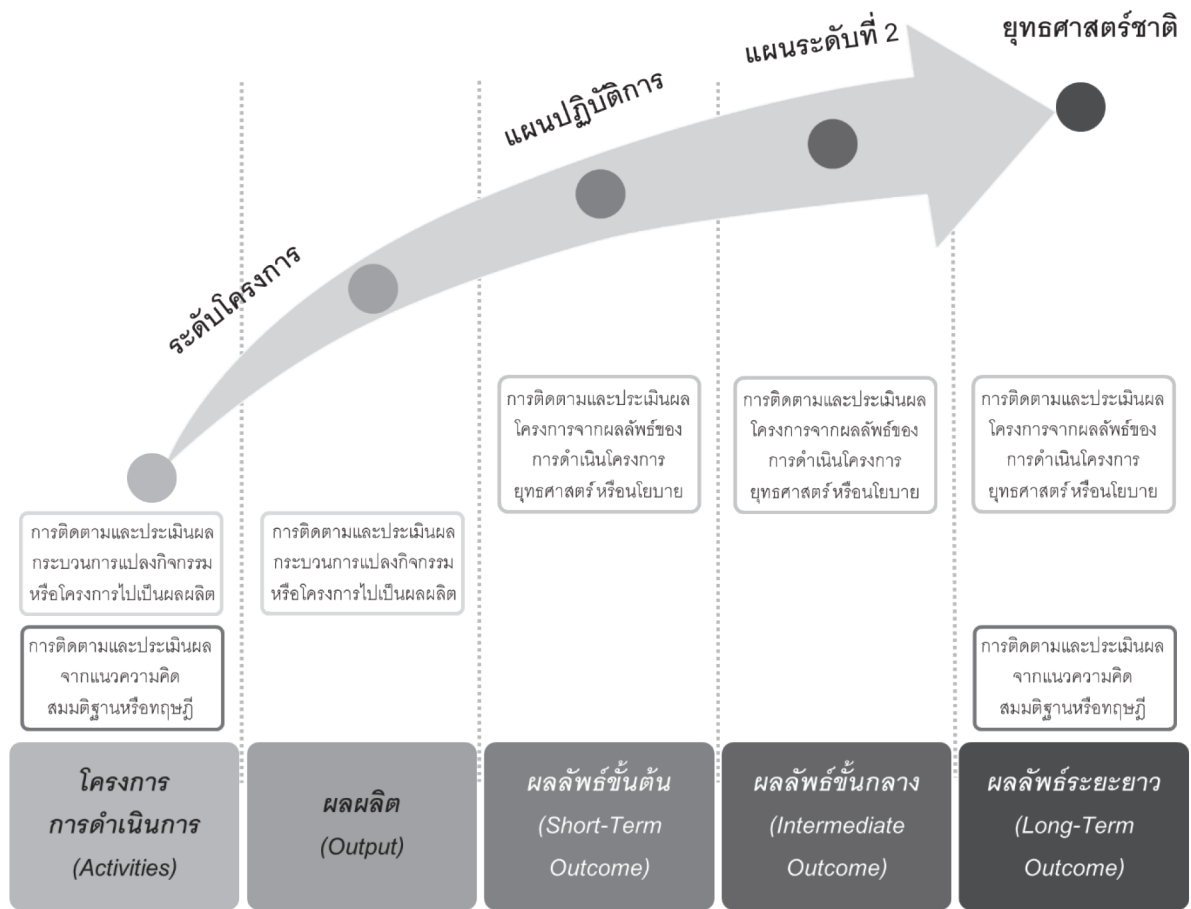 ยุทธศาสตร์ชาติ
แผนระดับที่ 2
แผนปฏิบัติการ
ระดับโครงการ
การติดตามและประเมินผล
โครงการจากผลลัพธ์ของ
การดำเนินโครงการ
ยุทธศาสตร์ หรือนโยบาย
การติดตามและประเมินผล
โครงการจากผลลัพธ์ของ
การดำเนินโครงการ
ยุทธศาสตร์ หรือนโยบาย
การติดตามและประเมินผล
โครงการจากผลลัพธ์ของ
การดำเนินโครงการ
ยุทธศาสตร์ หรือนโยบาย
การติดตามและประเมินผล
กระบวนการแปลงกิจกรรม
หรือโครงการไปเป็นผลผลิต
การติดตามและประเมินผล
กระบวนการแปลงกิจกรรม
หรือโครงการไปเป็นผลผลิต
การติดตามและประเมินผล
จากแนวความคิด
สมมติฐานหรือทฤษฎี
การติดตามและประเมินผล
จากแนวความคิด
สมมติฐานหรือทฤษฎี
โครงการ
การดำเนินการ
(Activities)
ผลผลิต
(Output)
ผลลัพธ์ขั้นต้น
(Short-Term
Outcome)
ผลลัพธ์ขั้นกลาง
(Intermediate
Outcome)
ผลลัพธ์ระยะยาว
(Long-Term
Outcome)